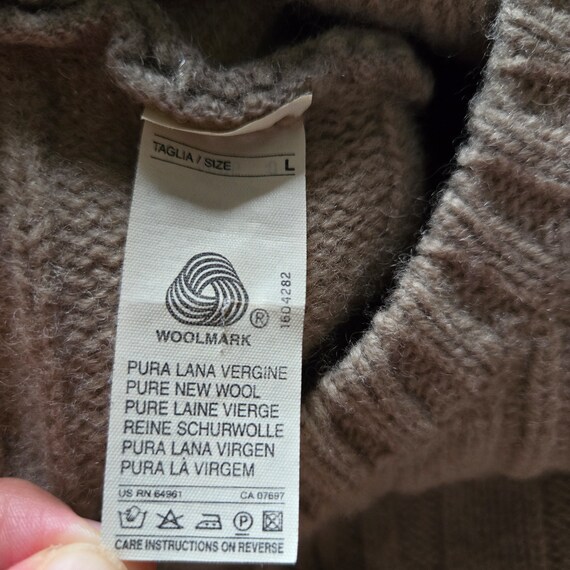 TAGLIA / SIZE L
1604282
®
WOOLMARK
PURA LANA VERGINE
PURE NEW WOOL
PURE LAINE VIERGE
REINE SCHURWOLLE
PURA LANA VIRGEN
PURA LÀ VIRGEM
US RN 64961 CA 07697
P
CARE INSTRUCTIONS ON REVERSE